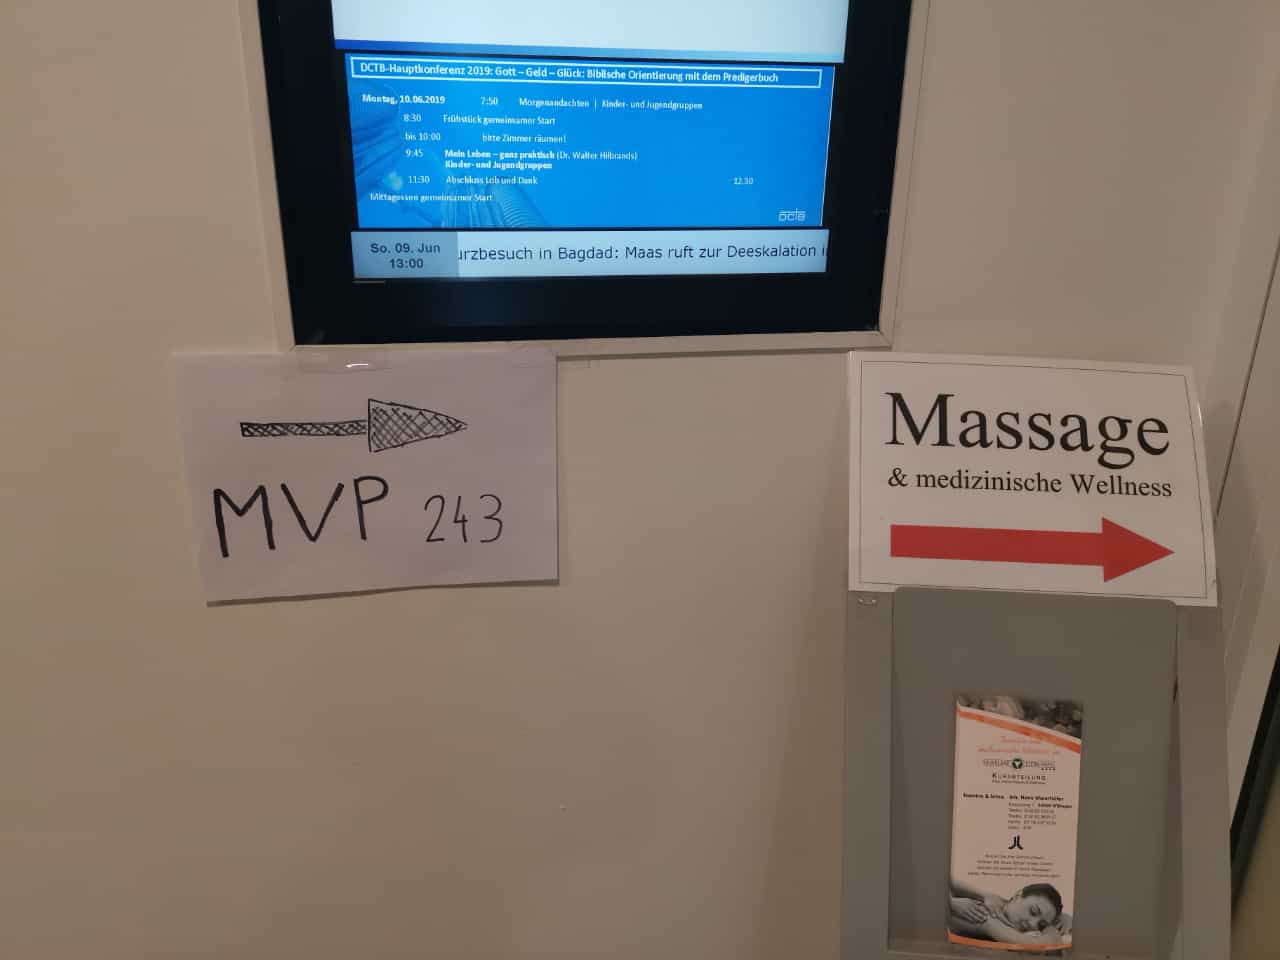 DCTB-Hauptkonferenz 2019: Gott – Geld – Glück: Biblische Orientierung mit dem Predigerbuch
Montag, 10.06.2019 7:50 Morgenandachten | Kinder- und Jugendgruppen
8:30 Frühstück gemeinsamer Start
bis 10:00 bitte Zimmer räumen!
9:45 Mein Leben – ganz praktisch (Dr. Walter Hilbrands)
Kinder- und Jugendgruppen
11:30 Abschluss Lob und Dank 12.30
Mittagessen gemeinsamer Start
dctb
So. 09. Jun
13:00
urzbesuch in Bagdad: Maas ruft zur Deeskalation i
MVP 243
Massage
& medizinische Wellness
KURABTEILUNG